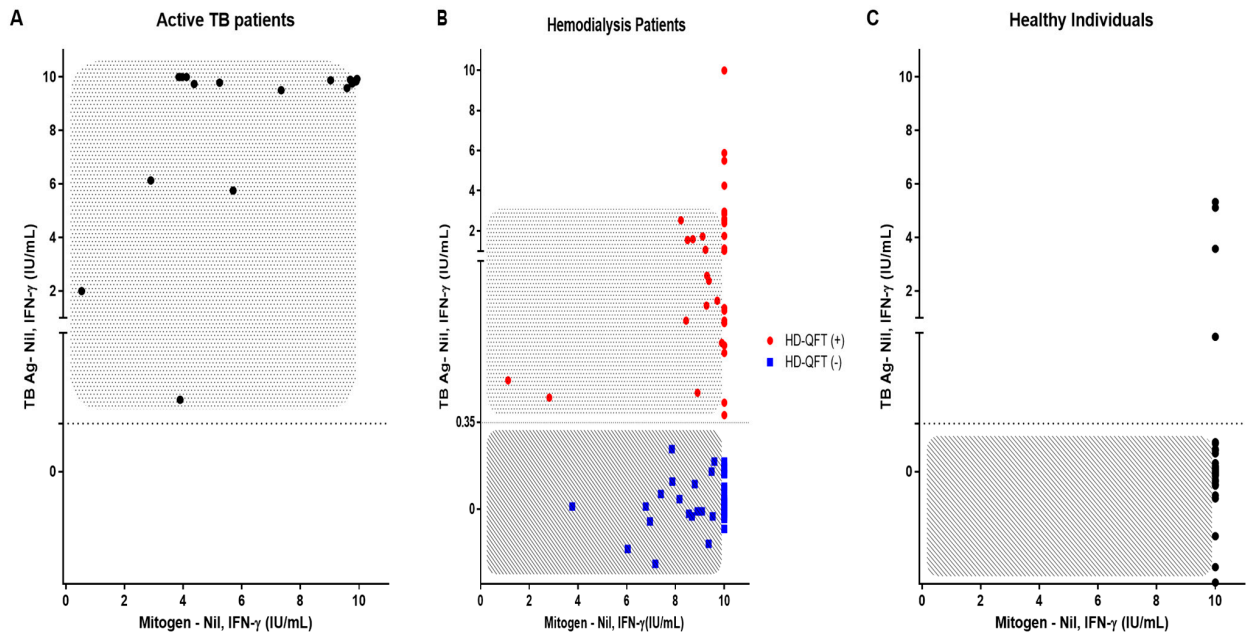 A
Active TB patients
TB Ag- Nil, IFN-γ (IU/mL)
10
8
6
4
2
0
0 2 4 6 8 10
Mitogen - Nil, IFN-γ (IU/mL)
B
Hemodialysis Patients
TB Ag- Nil, IFN-γ (IU/mL)
10
8
6
4
2
0.35
0
0 2 4 6 8 10
Mitogen - Nil, IFN-γ(IU/mL)
HD-QFT (+)
HD-QFT (-)
C
Healthy Individuals
TB Ag- Nil, IFN-γ (IU/mL)
10
8
6
4
2
0
0 2 4 6 8 10
Mitogen - Nil, IFN-γ (IU/mL)